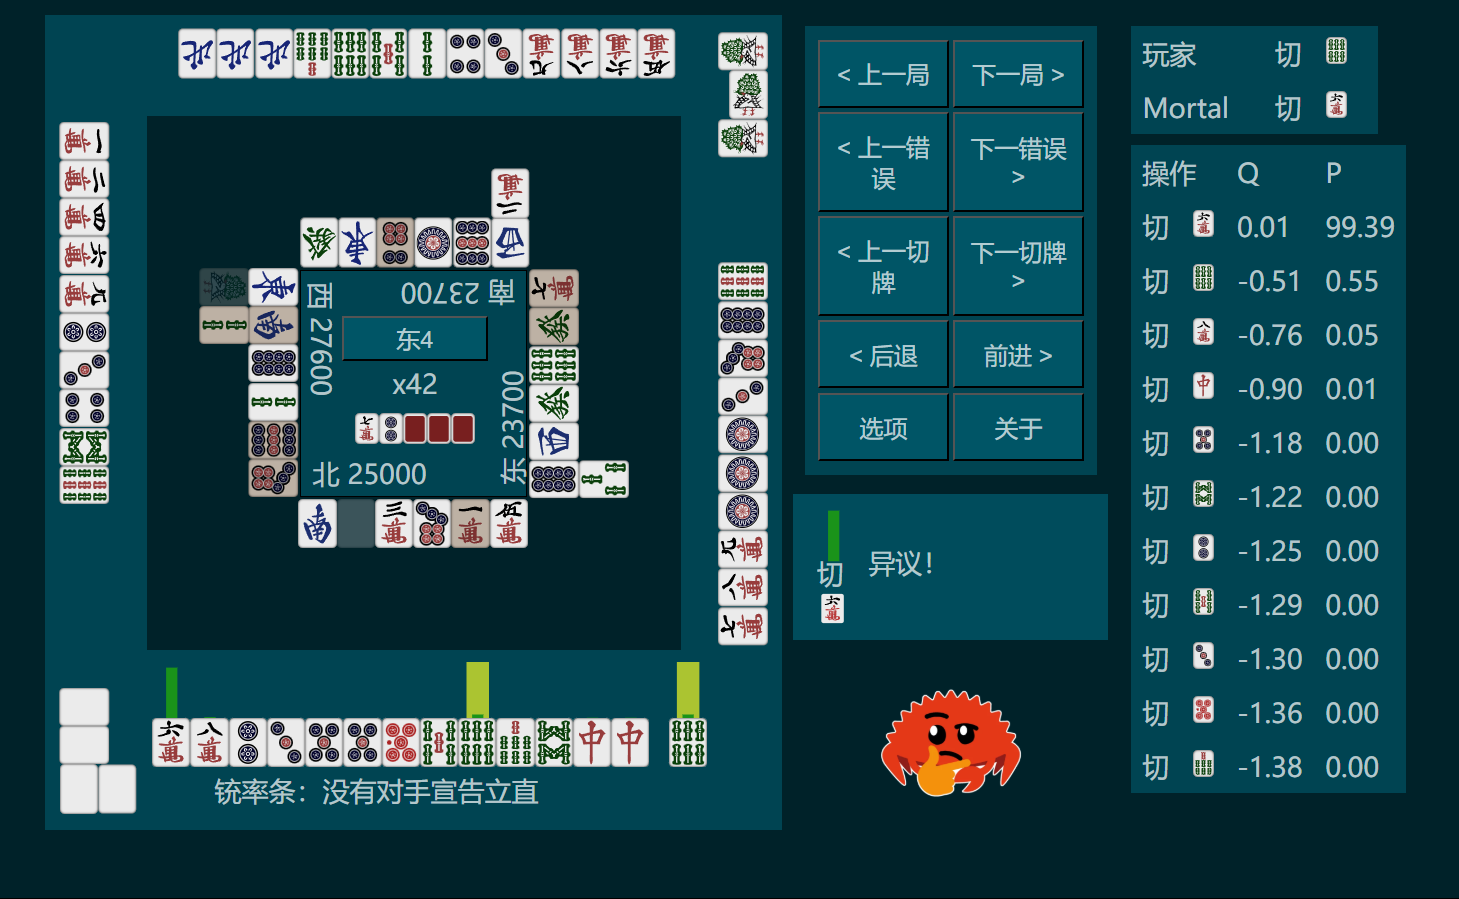 西 27600
南 23700
东4
x42
东 23700
北 25000
铳率条：没有对手宣告立直
< 上一局
下一局 >
< 上一错误
下一错误 >
< 上一切牌
下一切牌 >
< 后退
前进 >
选项
关于
切
异议！
玩家 切
Mortal 切
操作 Q P
切 0.01 99.39
切 -0.51 0.55
切 -0.76 0.05
切 -0.90 0.01
切 -1.18 0.00
切 -1.22 0.00
切 -1.25 0.00
切 -1.29 0.00
切 -1.30 0.00
切 -1.36 0.00
切 -1.38 0.00